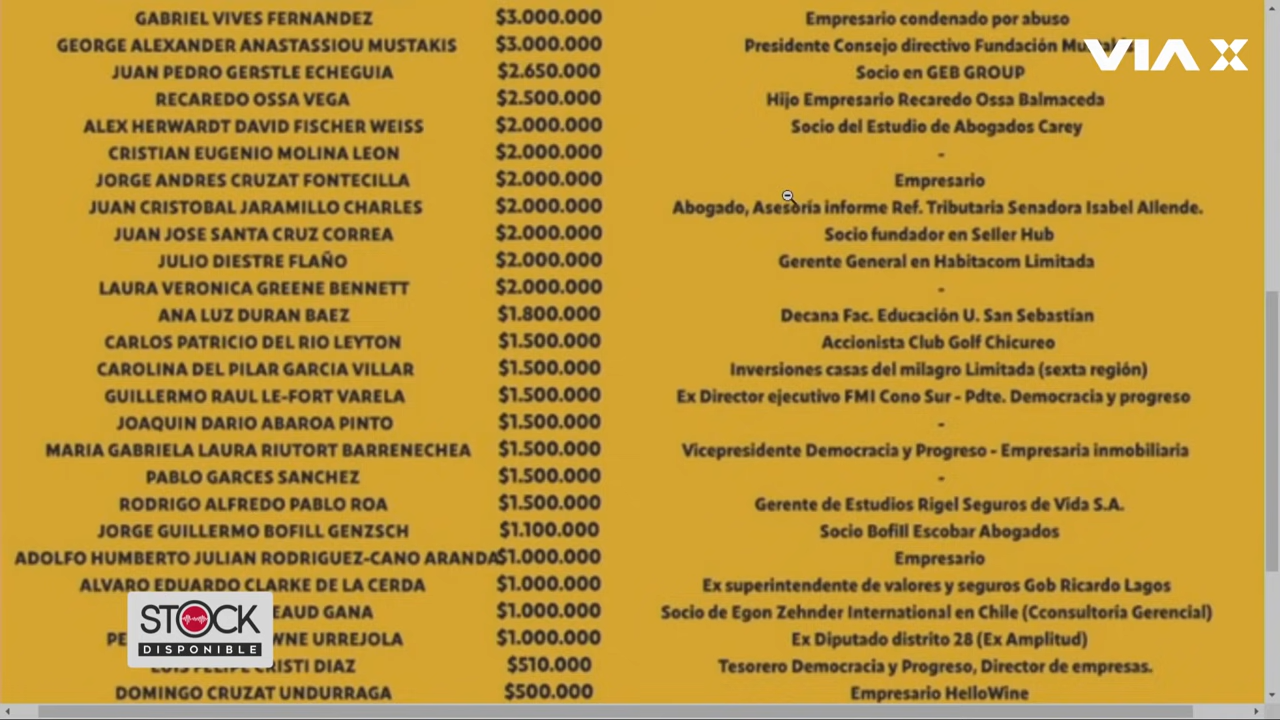 GABRIEL VIVES FERNANDEZ $3.000.000 Empresario condenado por abuso
GEORGE ALEXANDER ANASTASSIOU MUSTAKIS $3.000.000 Presidente Consejo directivo Fundación
VIA X
JUAN PEDRO GERSTLE ECHEGUIA $2.650.000 Socio en GEB GROUP
RECAREDO OSSA VEGA $2.500.000 Hijo Empresario Recaredo Ossa Balmaceda
ALEX HERWARDT DAVID FISCHER WEISS $2.000.000 Socio del Estudio de Abogados Carey
CRISTIAN EUGENIO MOLINA LEON $2.000.000 -
JORGE ANDRES CRUZAT FONTECILLA $2.000.000 Empresario
JUAN CRISTOBAL JARAMILLO CHARLES $2.000.000 Abogado, Asesoría informe Ref. Tributaria Senadora Isabel Allende.
JUAN JOSE SANTA CRUZ CORREA $2.000.000 Socio fundador en Seller Hub
JULIO DIESTRE FLAÑO $2.000.000 Gerente General en Habitacom Limitada
LAURA VERONICA GREENE BENNETT $2.000.000 -
ANA LUZ DURAN BAEZ $1.800.000 Decana Fac. Educación U. San Sebastían
CARLOS PATRICIO DEL RIO LEYTON $1.500.000 Accionista Club Golf Chicureo
CAROLINA DEL PILAR GARCIA VILLAR $1.500.000 Inversiones casas del milagro Limitada (sexta región)
GUILLERMO RAUL LE-FORT VARELA $1.500.000 Ex Director ejecutivo FMI Cono Sur - Pdte. Democracia y progreso
JOAQUIN DARIO ABAROA PINTO $1.500.000 -
MARIA GABRIELA LAURA RIUTORT BARRENECHEA $1.500.000 Vicepresidente Democracia y Progreso - Empresaria inmobiliaria
PABLO GARCES SANCHEZ $1.500.000 -
RODRIGO ALFREDO PABLO ROA $1.500.000 Gerente de Estudios Rigel Seguros de Vida S.A.
JORGE GUILLERMO BOFILL GENZSCH $1.100.000 Socio Bofill Escobar Abogados
ADOLFO HUMBERTO JULIAN RODRIGUEZ-CANO ARANDA $1.000.000 Empresario
ALVARO EDUARDO CLARKE DE LA CERDA $1.000.000 Ex superintendente de valores y seguros Gob Ricardo Lagos
GANA $1.000.000 Socio de Egon Zehnder International en Chile (Cconsultoría Gerencial)
URREJOLA $1.000.000 Ex Diputado distrito 28 (Ex Amplitud)
CRISTI DIAZ $510.000 Tesorero Democracia y Progreso, Director de empresas.
DOMINGO CRUZAT UNDURRAGA $500.000 Empresario HelloWine
STOCK
DISPONIBLE